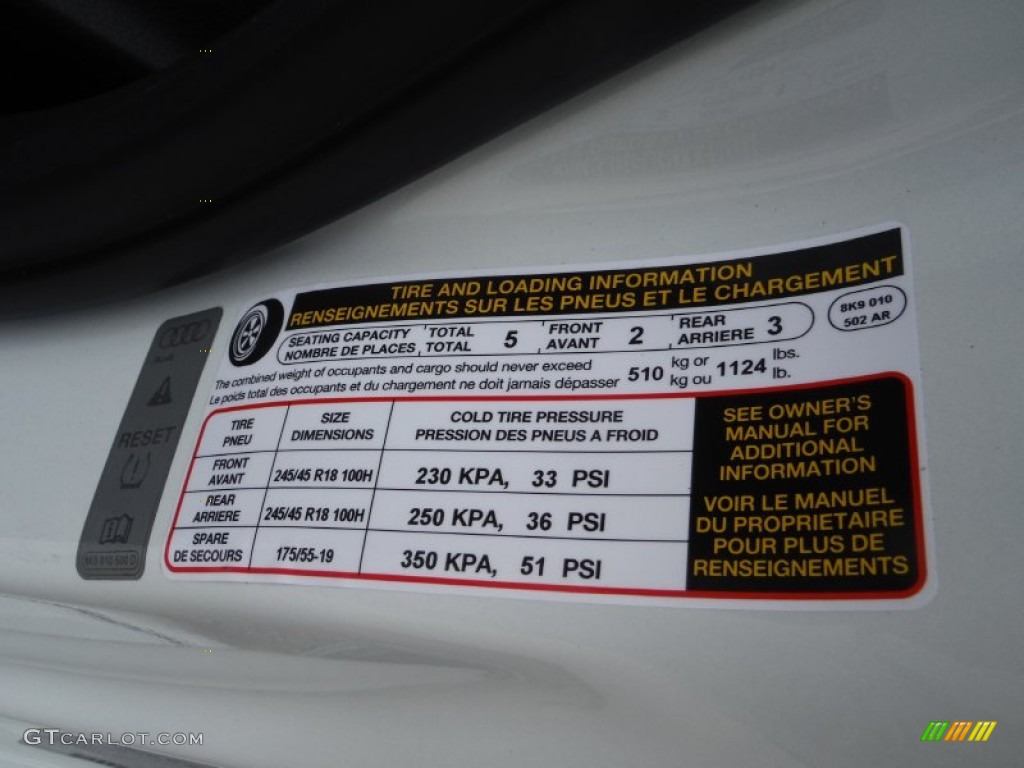 TIRE AND LOADING INFORMATION
RENSEIGNEMENTS SUR LES PNEUS ET LE CHARGEMENT
SEATING CAPACITY TOTAL 5 FRONT 2 REAR 3
NOMBRE DE PLACES TOTAL AVANT ARRIERE
8K9 010
502 AR
The combined weight of occupants and cargo should never exceed 510 kg or 1124 lbs.
Le poids total des occupants et du chargement ne doit jamais dépasser kg ou lb.
TIRE SIZE COLD TIRE PRESSURE
PNEU DIMENSIONS PRESSION DES PNEUS A FROID
FRONT
AVANT 245/45 R18 100H 230 KPA, 33 PSI
REAR
ARRIERE 245/45 R18 100H 250 KPA, 36 PSI
SPARE
DE SECOURS 175/55-19 350 KPA, 51 PSI
SEE OWNER'S
MANUAL FOR
ADDITIONAL
INFORMATION
VOIR LE MANUEL
DU PROPRIETAIRE
POUR PLUS DE
RENSEIGNEMENTS
Audi
RESET
GTCARLOT.COM